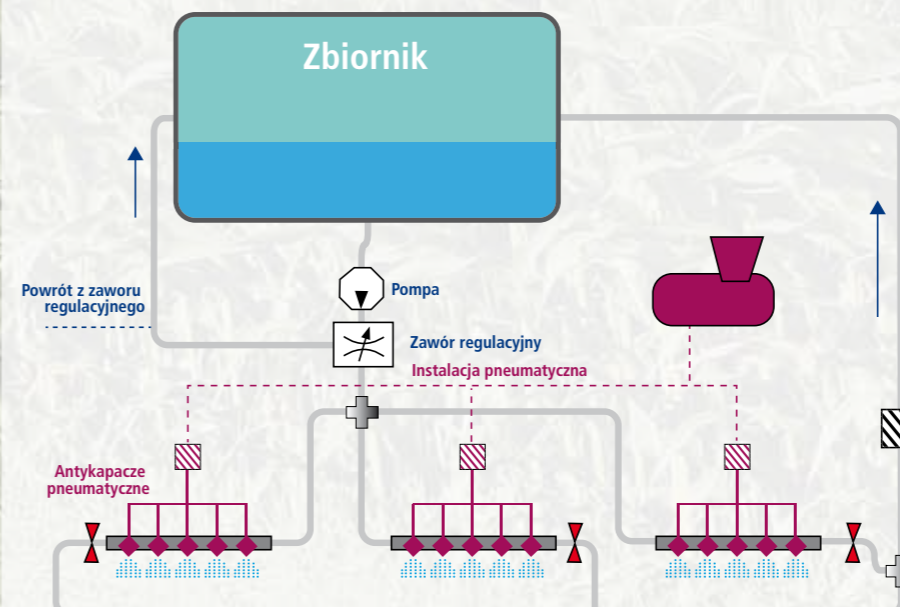 Zbiornik
Powrót z zaworu
regulacyjnego
Pompa
Zawór regulacyjny
Instalacja pneumatyczna
Antykapacze
pneumatyczne